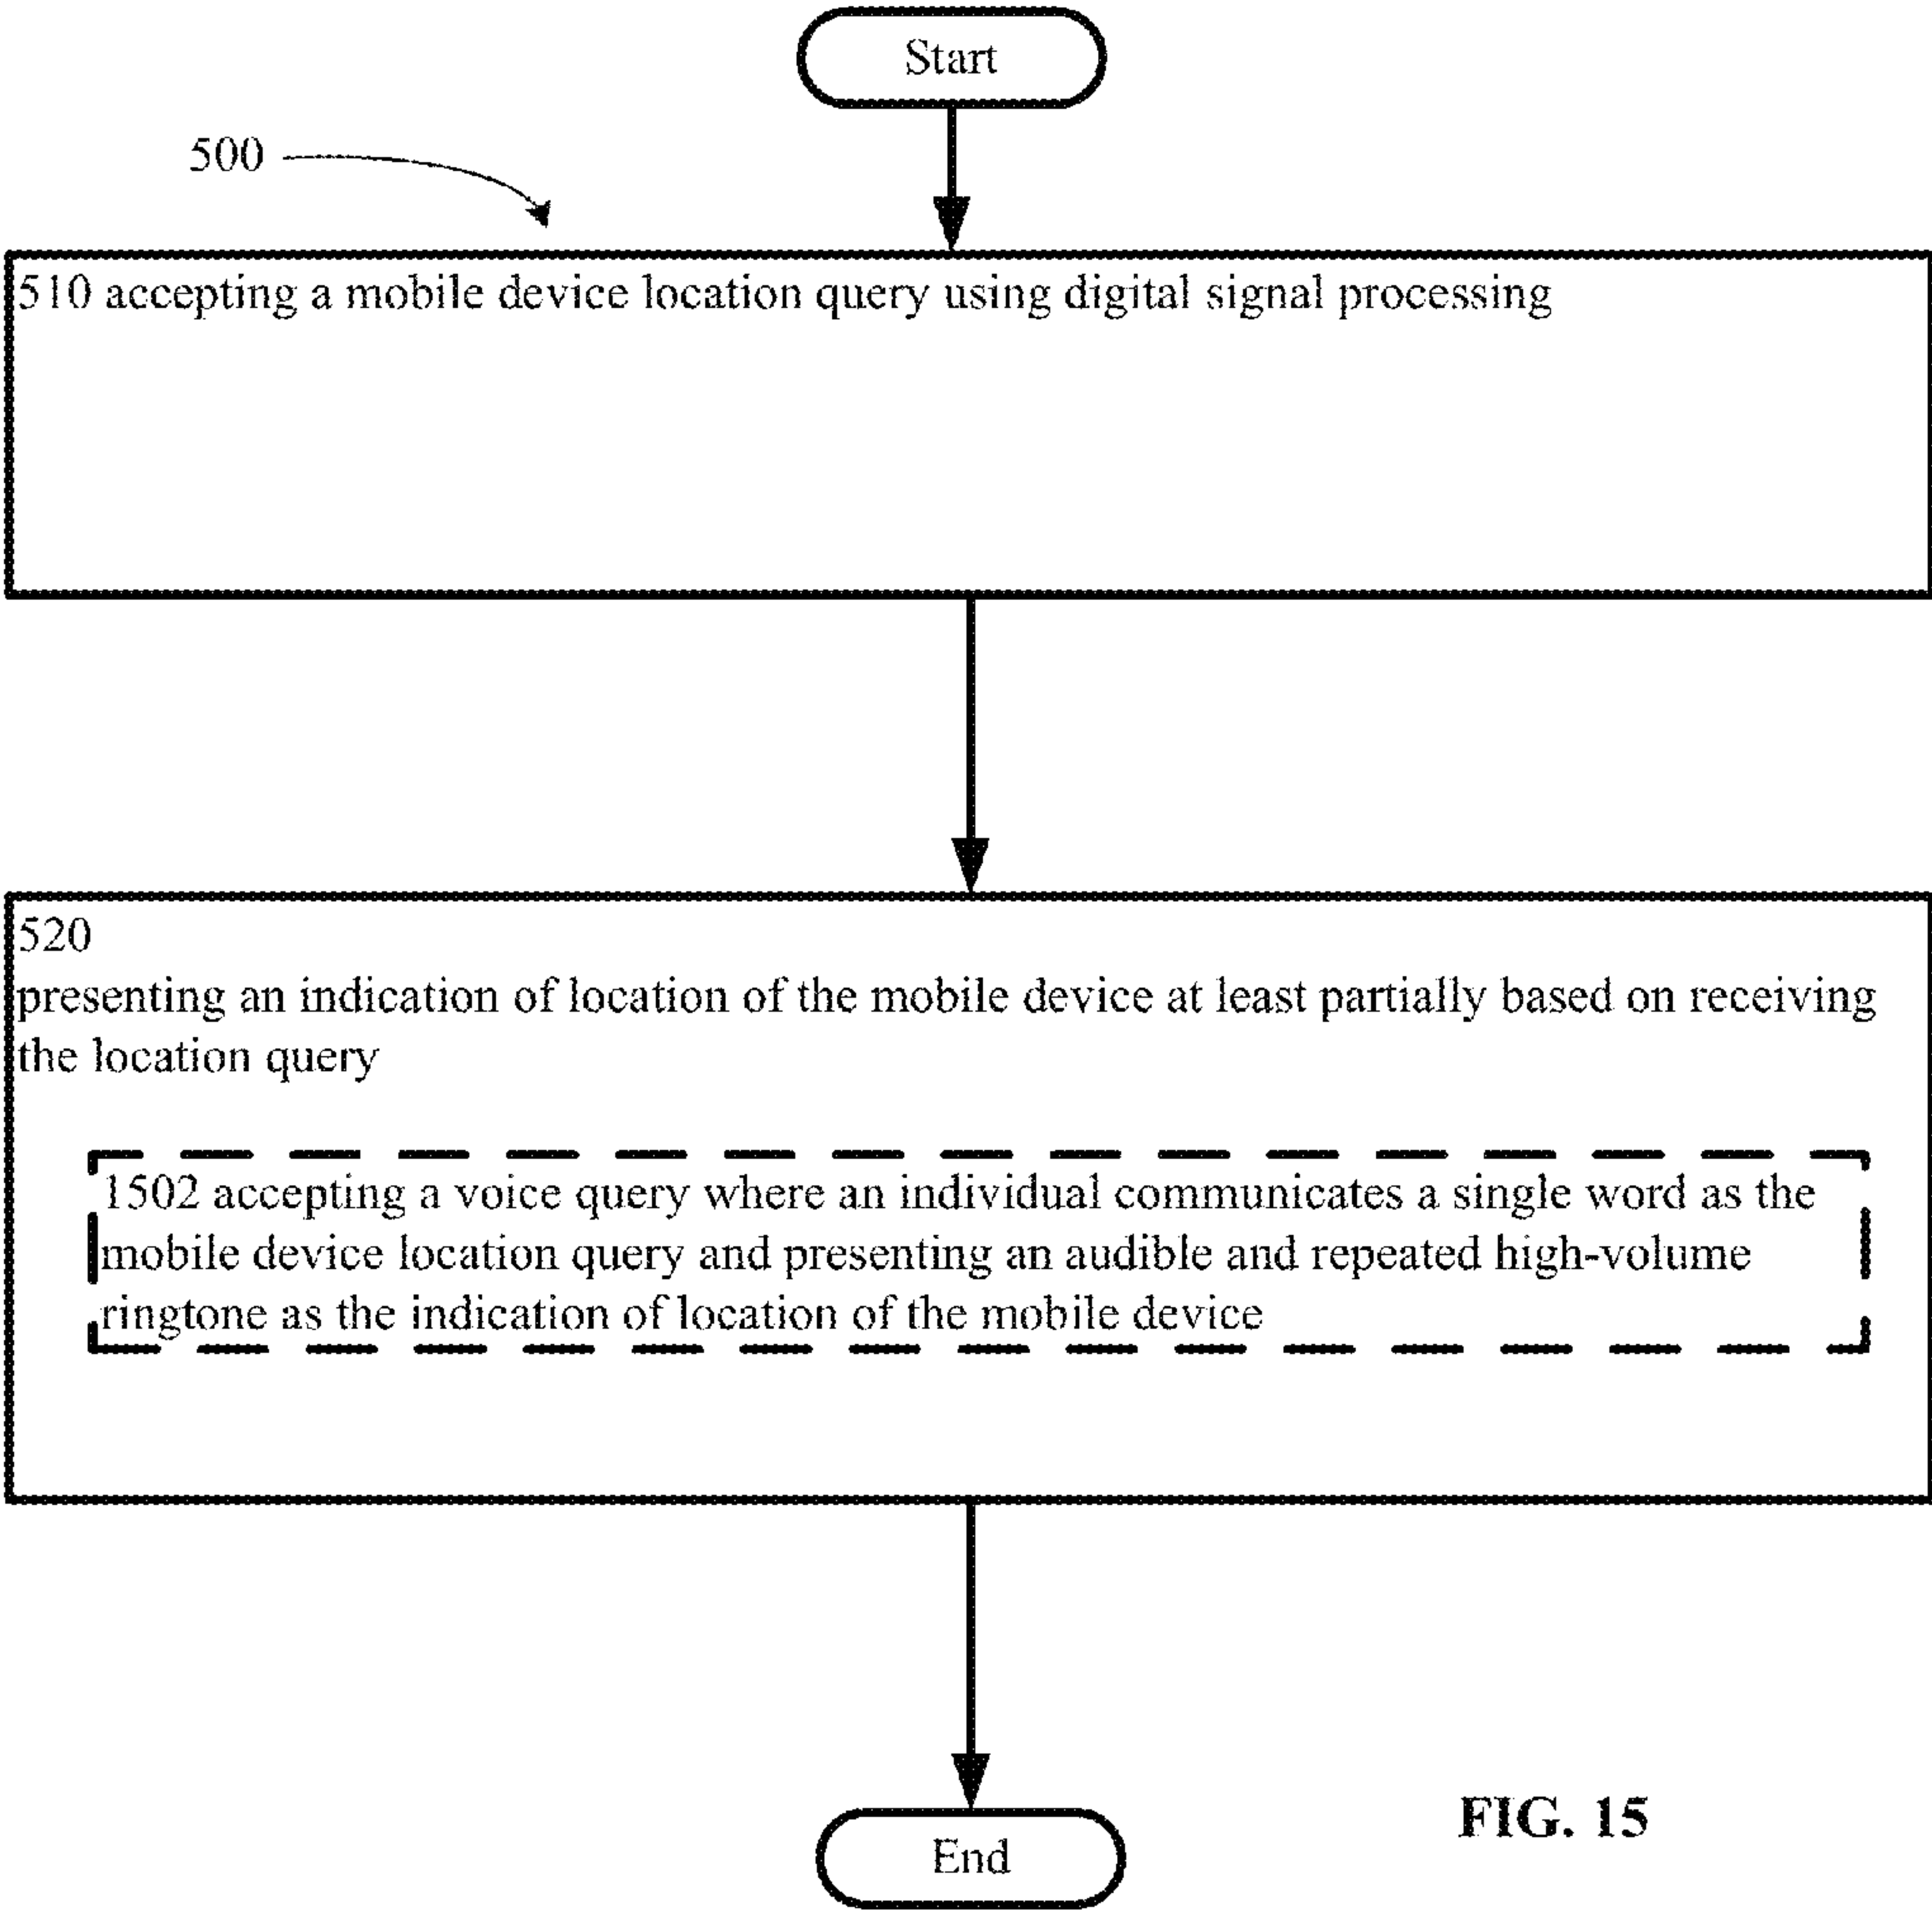 Start
500
510 accepting a mobile device location query using digital signal processing
520
presenting an indication of location of the mobile device at least partially based on receiving
the location query
1502 accepting a voice query where an individual communicates a single word as the
mobile device location query and presenting an audible and repeated high-volume
ringtone as the indication of location of the mobile device
End
FIG. 15